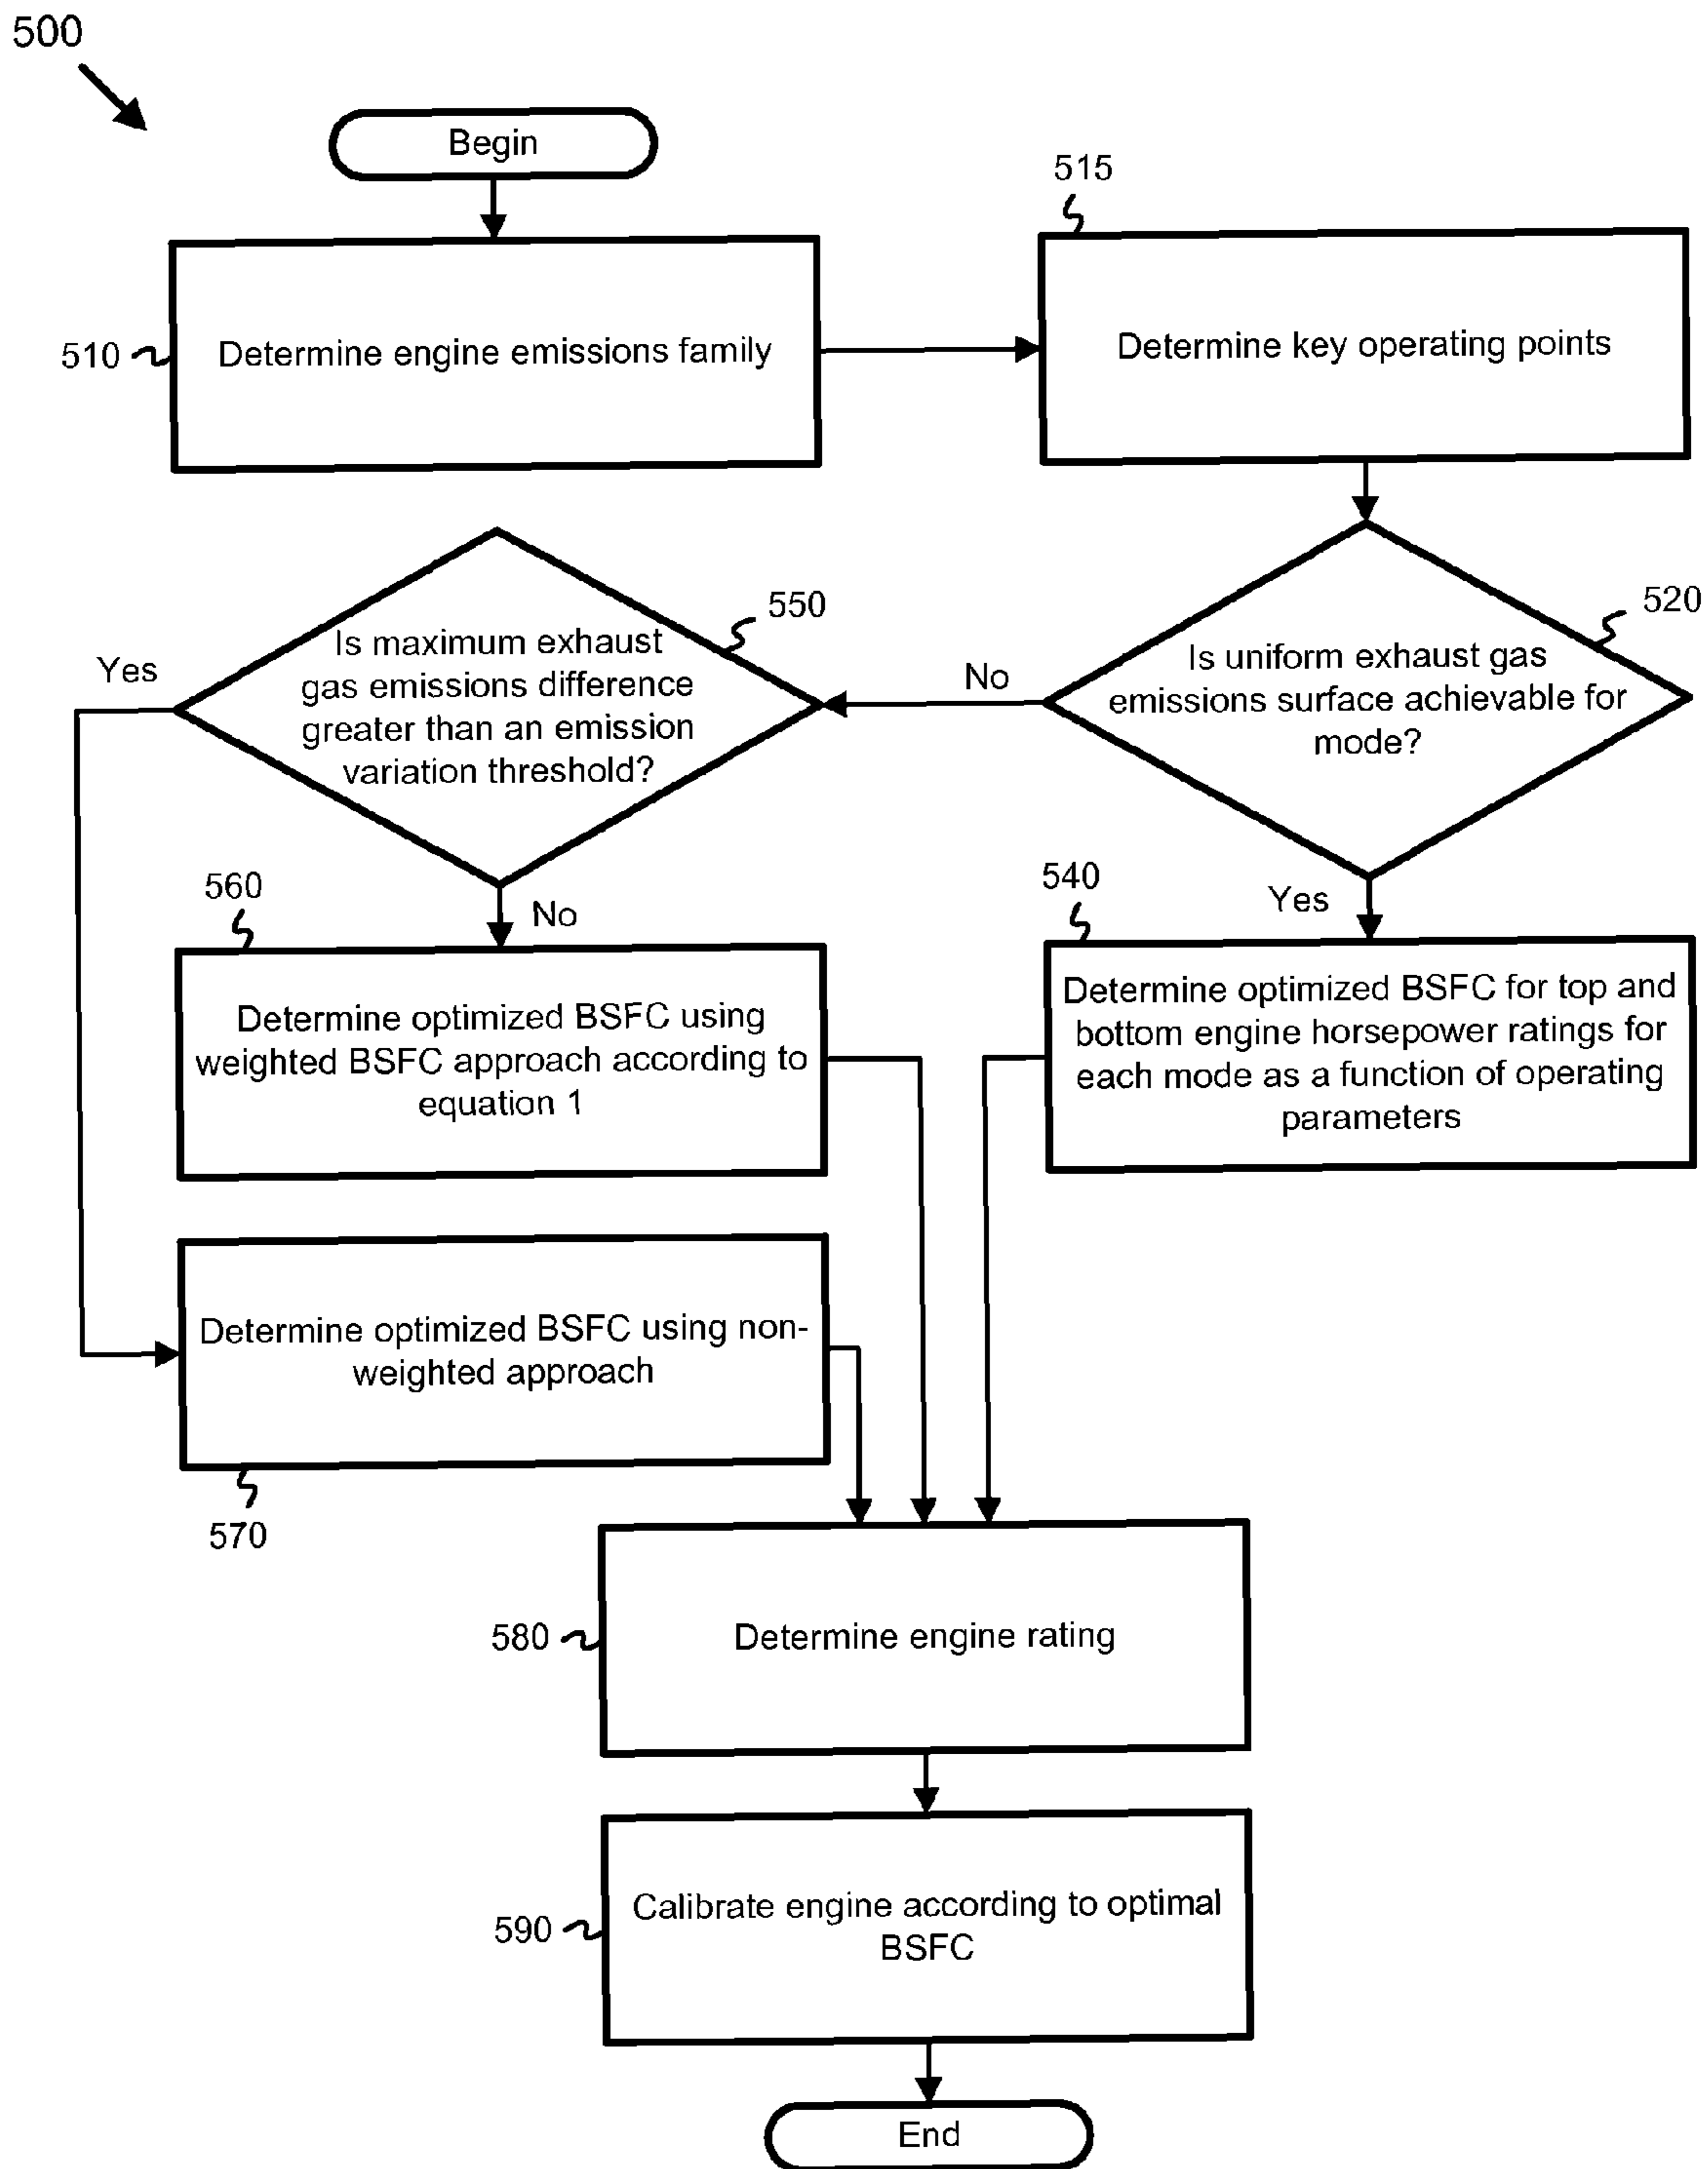 500
Begin
515
510
Determine engine emissions family
Determine key operating points
550
520
Is maximum exhaust
gas emissions difference
greater than an emission
variation threshold?
Is uniform exhaust gas
emissions surface achievable for
mode?
Yes
No
560
No
540
Yes
Determine optimized BSFC using
weighted BSFC approach according to
equation 1
Determine optimized BSFC for top and
bottom engine horsepower ratings for
each mode as a function of operating
parameters
Determine optimized BSFC using non-
weighted approach
570
580
Determine engine rating
590
Calibrate engine according to optimal
BSFC
End